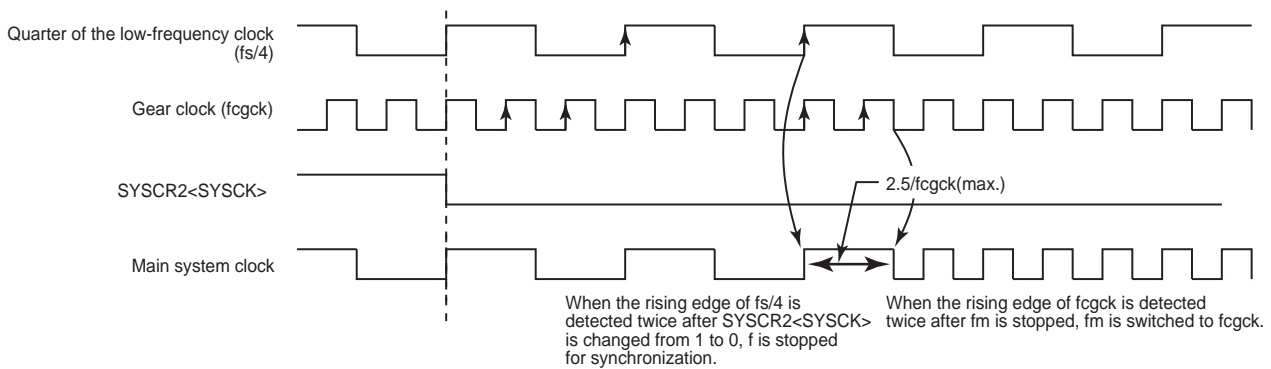 Quarter of the low-frequency clock
(fs/4)
Gear clock (fcgck)
SYSCR2<SYSCK>
2.5/fcgck(max.)
Main system clock
When the rising edge of fs/4 is
detected twice after SYSCR2<SYSCK>
is changed from 1 to 0, f is stopped
for synchronization.
When the rising edge of fcgck is detected
twice after fm is stopped, fm is switched to fcgck.